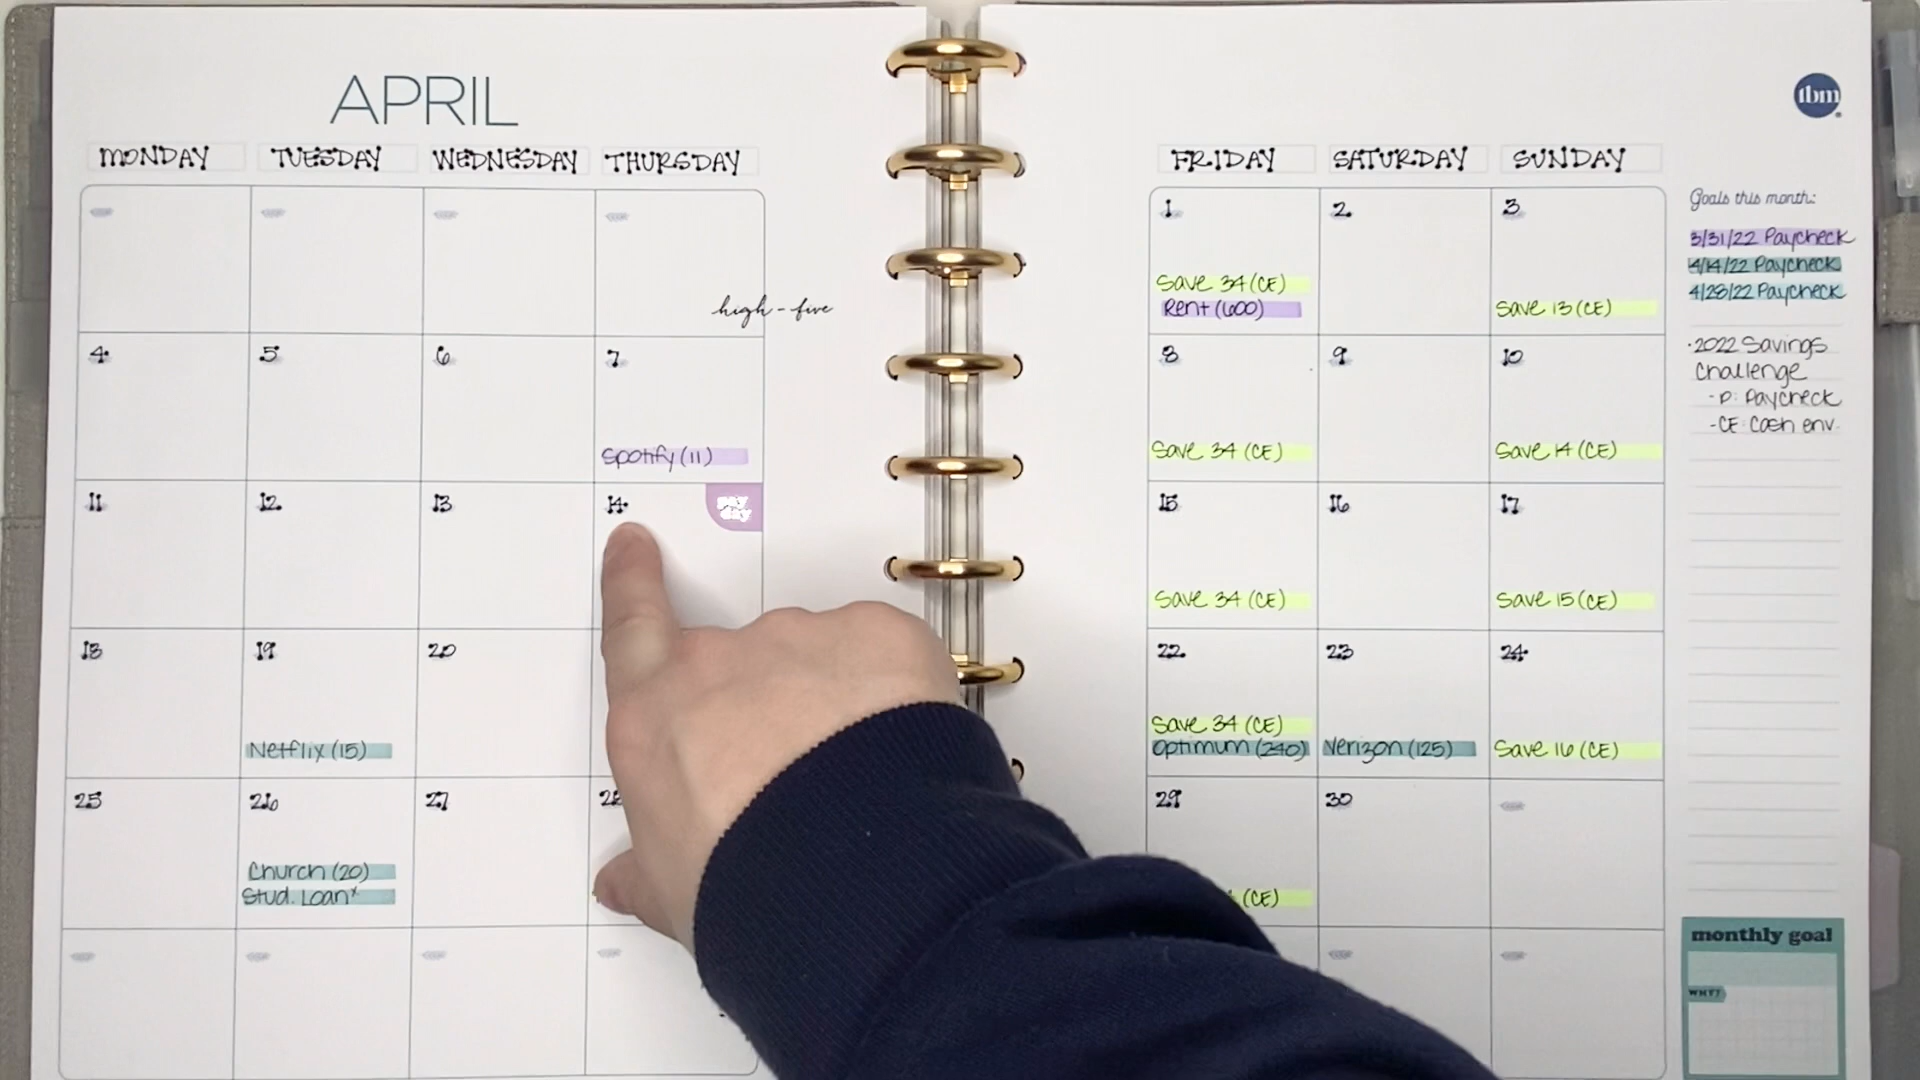 APRIL
tbm
MONDAY TUESDAY WEDNESDAY THURSDAY FRIDAY SATURDAY SUNDAY
Goals this month:
3/31/22 Paycheck
4/14/22 Paycheck
4/28/22 Paycheck
·2022 Savings
Challenge
-P: Paycheck
-CE: Cash env.
1 2 3
Save 34 (CE)
Rent (600)
Save 13 (CE)
high-five
4 5 6 7 8 9 10
Spotify (11)
Save 34 (CE)
Save 14 (CE)
11 12 13 14 15 16 17
pay
day
Save 34 (CE)
Save 15 (CE)
18 19 20 22 23 24
Netflix (15)
Save 34 (CE)
Optimum (240)
Verizon (125)
Save 16 (CE)
25 26 27 29 30
Church (20)
Stud. Loan*
(CE)
monthly goal
WHY?